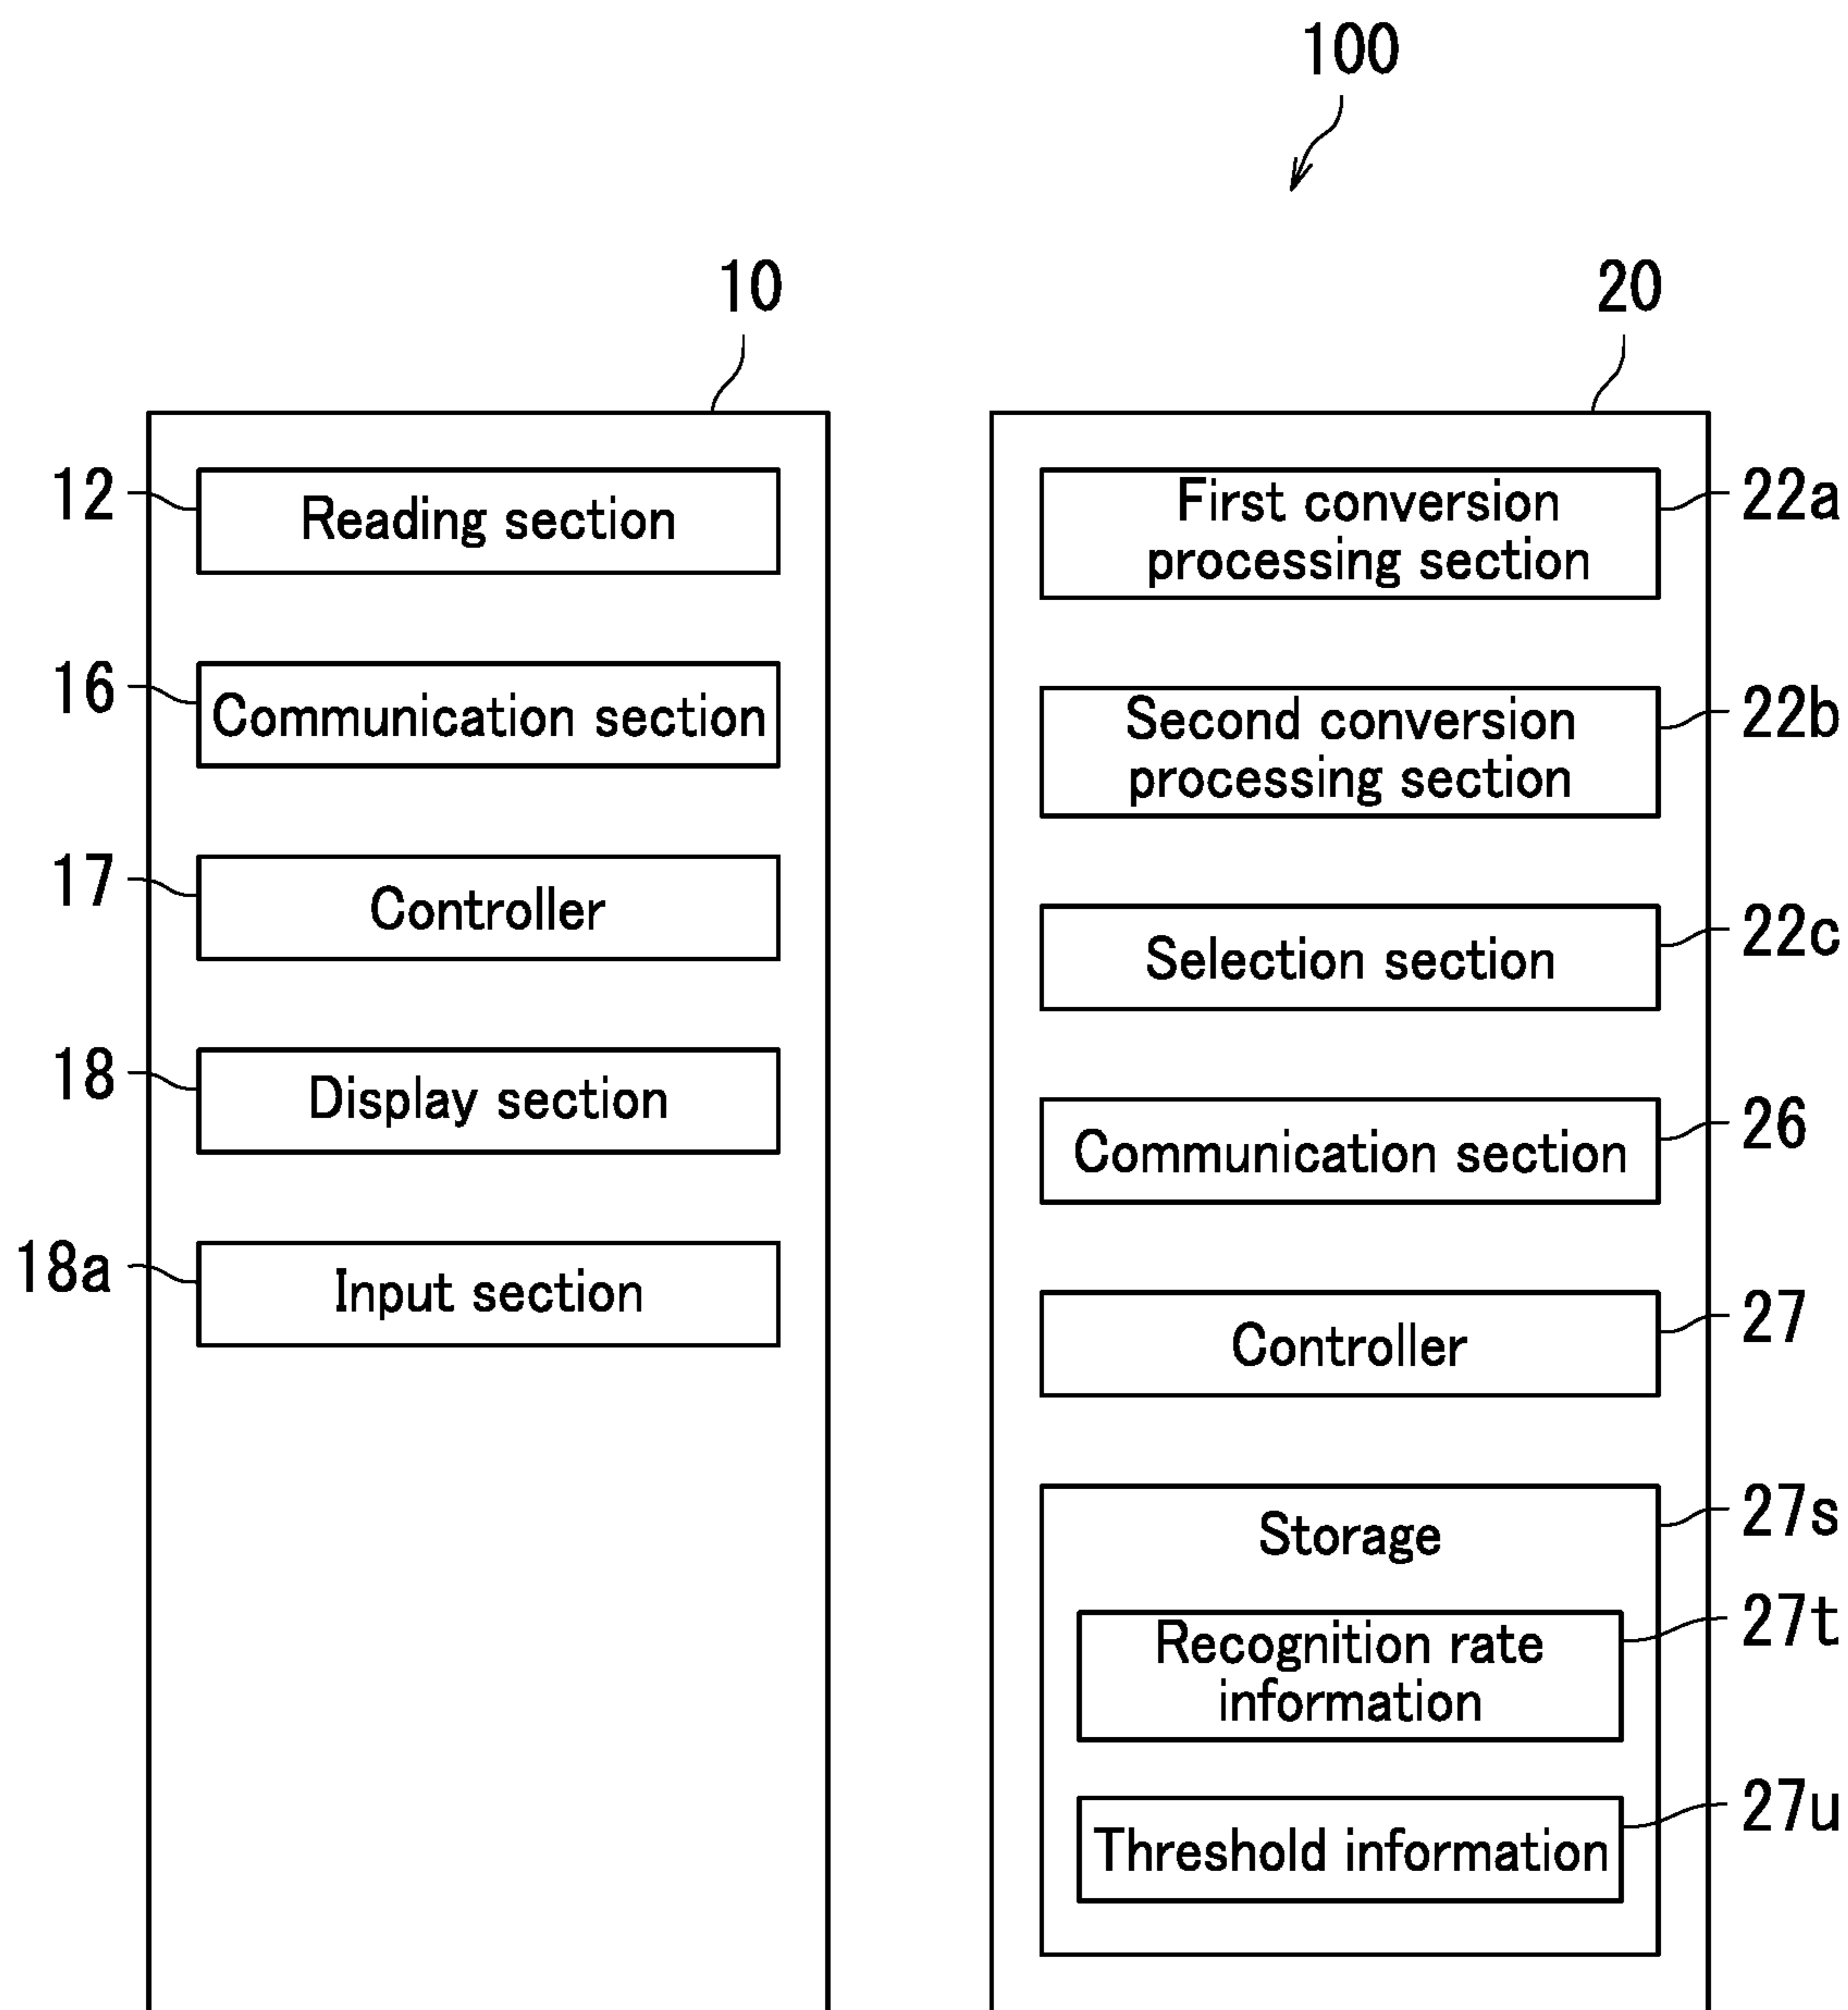 100
10
20
12
Reading section
16
Communication section
17
Controller
18
Display section
18a
Input section
First conversion
processing section
22a
Second conversion
processing section
22b
Selection section
22c
Communication section
26
Controller
27
Storage
27s
Recognition rate
information
27t
Threshold information
27u